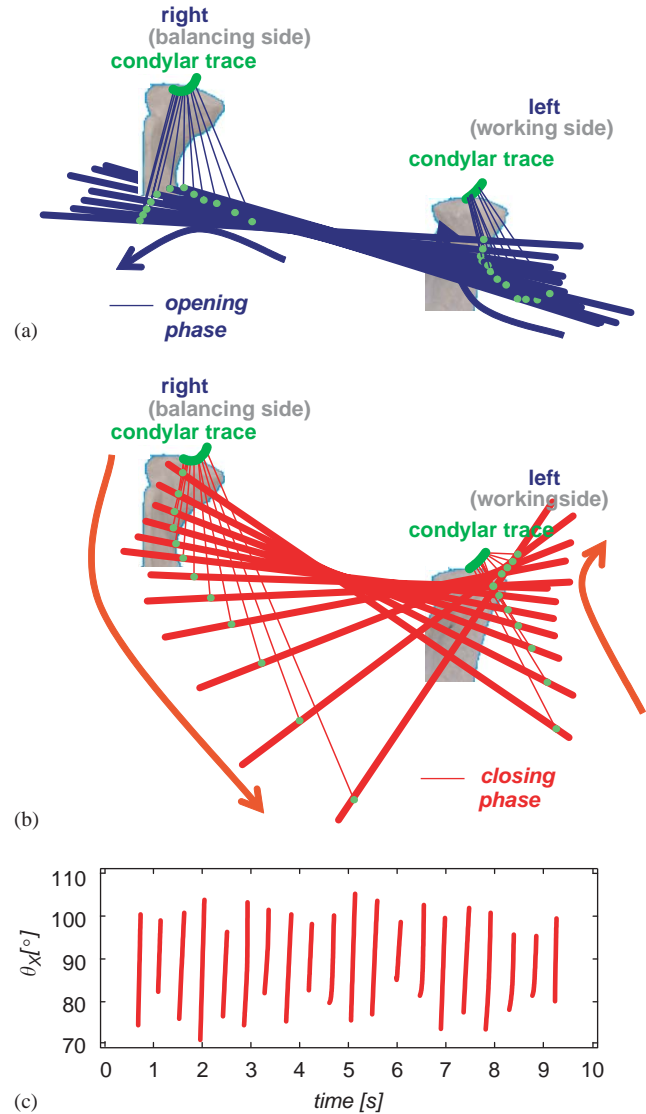 right
(balancing side)
condylar trace
left
(working side)
condylar trace
opening
phase
(a)
right
(balancing side)
condylar trace
left
(workingside)
condylar trace
closing
phase
(b)
110
100
90
80
70
θX[°]
0 1 2 3 4 5 6 7 8 9 10
time [s]
(c)